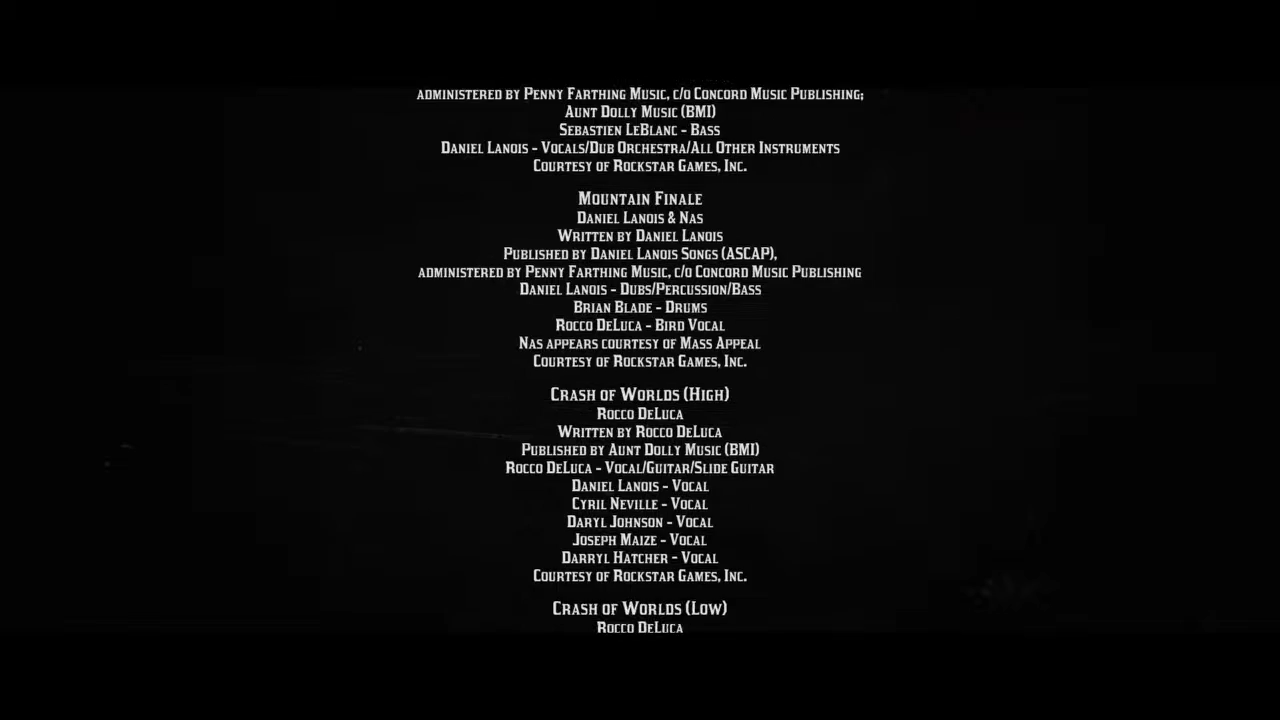 administered by Penny Farthing Music, c/o Concord Music Publishing;
Aunt Dolly Music (BMI)
Sebastien LeBlanc - Bass
Daniel Lanois - Vocals/Dub Orchestra/All Other Instruments
Courtesy of Rockstar Games, Inc.
Mountain Finale
Daniel Lanois & Nas
Written by Daniel Lanois
Published by Daniel Lanois Songs (ASCAP),
administered by Penny Farthing Music, c/o Concord Music Publishing
Daniel Lanois - Dubs/Percussion/Bass
Brian Blade - Drums
Rocco DeLuca - Bird Vocal
Nas appears courtesy of Mass Appeal
Courtesy of Rockstar Games, Inc.
Crash of Worlds (High)
Rocco DeLuca
Written by Rocco DeLuca
Published by Aunt Dolly Music (BMI)
Rocco DeLuca - Vocal/Guitar/Slide Guitar
Daniel Lanois - Vocal
Cyril Neville - Vocal
Daryl Johnson - Vocal
Joseph Maize - Vocal
Darryl Hatcher - Vocal
Courtesy of Rockstar Games, Inc.
Crash of Worlds (Low)
Rocco DeLuca